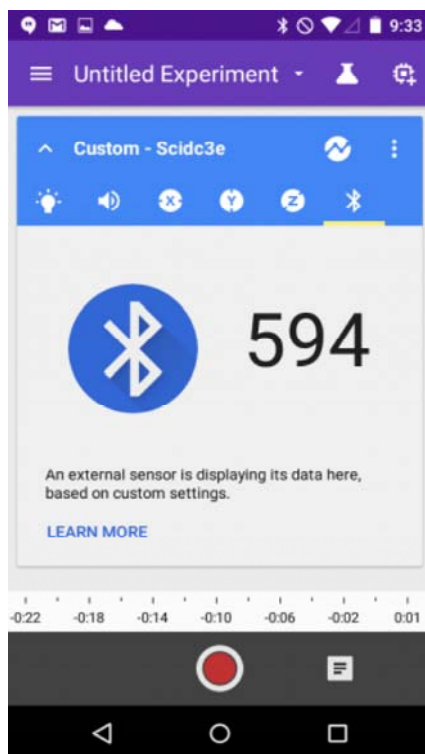 9:33
Untitled Experiment
Custom - Scidc3e
X Y Z
594
An external sensor is displaying its data here,
based on custom settings.
LEARN MORE
-0:22 -0:18 -0:14 -0:10 -0:06 -0:02 0:01